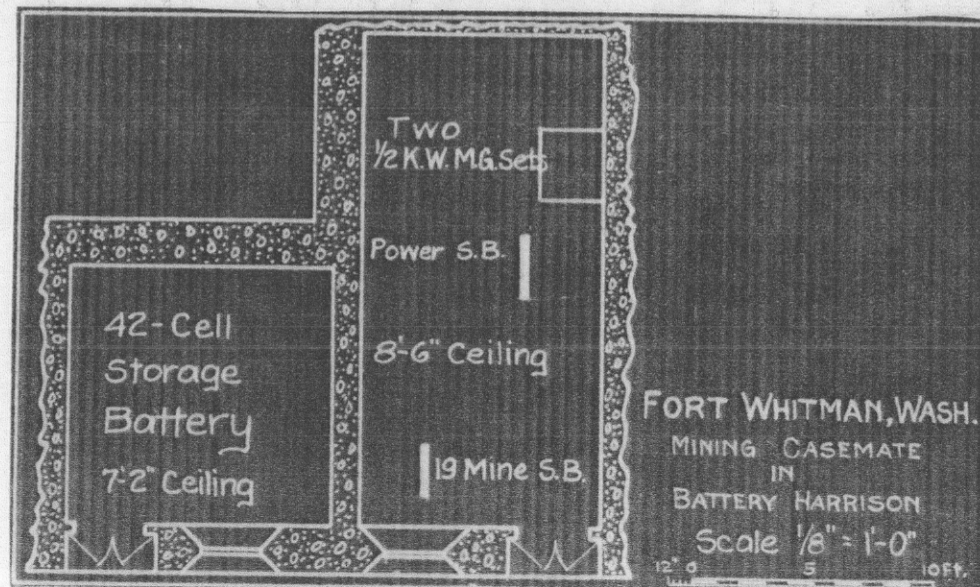 Two
1/2 K.W. M.G. Sets
Power S.B.
42-Cell
Storage
Battery
7'-2" Ceiling
8'-6" Ceiling
19 Mine S.B.
FORT WHITMAN, WASH.
MINING CASEMATE
IN
BATTERY HARRISON
Scale 1/8" = 1'-0"
12" 0 5 10 FT.